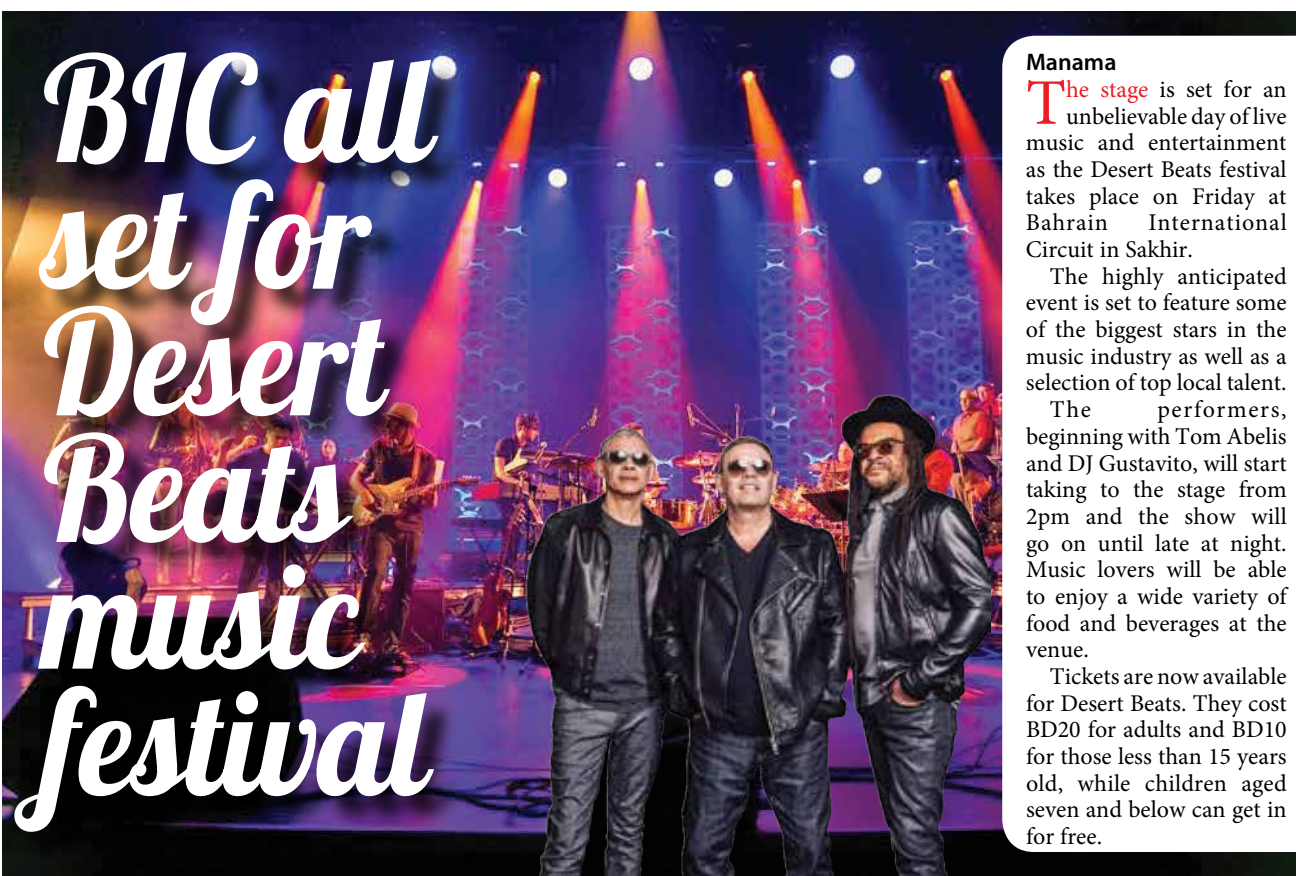 BIC all
set for
Desert
Beats
music
festival
Manama
The stage is set for an
unbelievable day of live
music and entertainment
as the Desert Beats festival
takes place on Friday at
Bahrain International
Circuit in Sakhir.
The highly anticipated
event is set to feature some
of the biggest stars in the
music industry as well as a
selection of top local talent.
The performers,
beginning with Tom Abelis
and DJ Gustavito, will start
taking to the stage from
2pm and the show will
go on until late at night.
Music lovers will be able
to enjoy a wide variety of
food and beverages at the
venue.
Tickets are now available
for Desert Beats. They cost
BD20 for adults and BD10
for those less than 15 years
old, while children aged
seven and below can get in
for free.